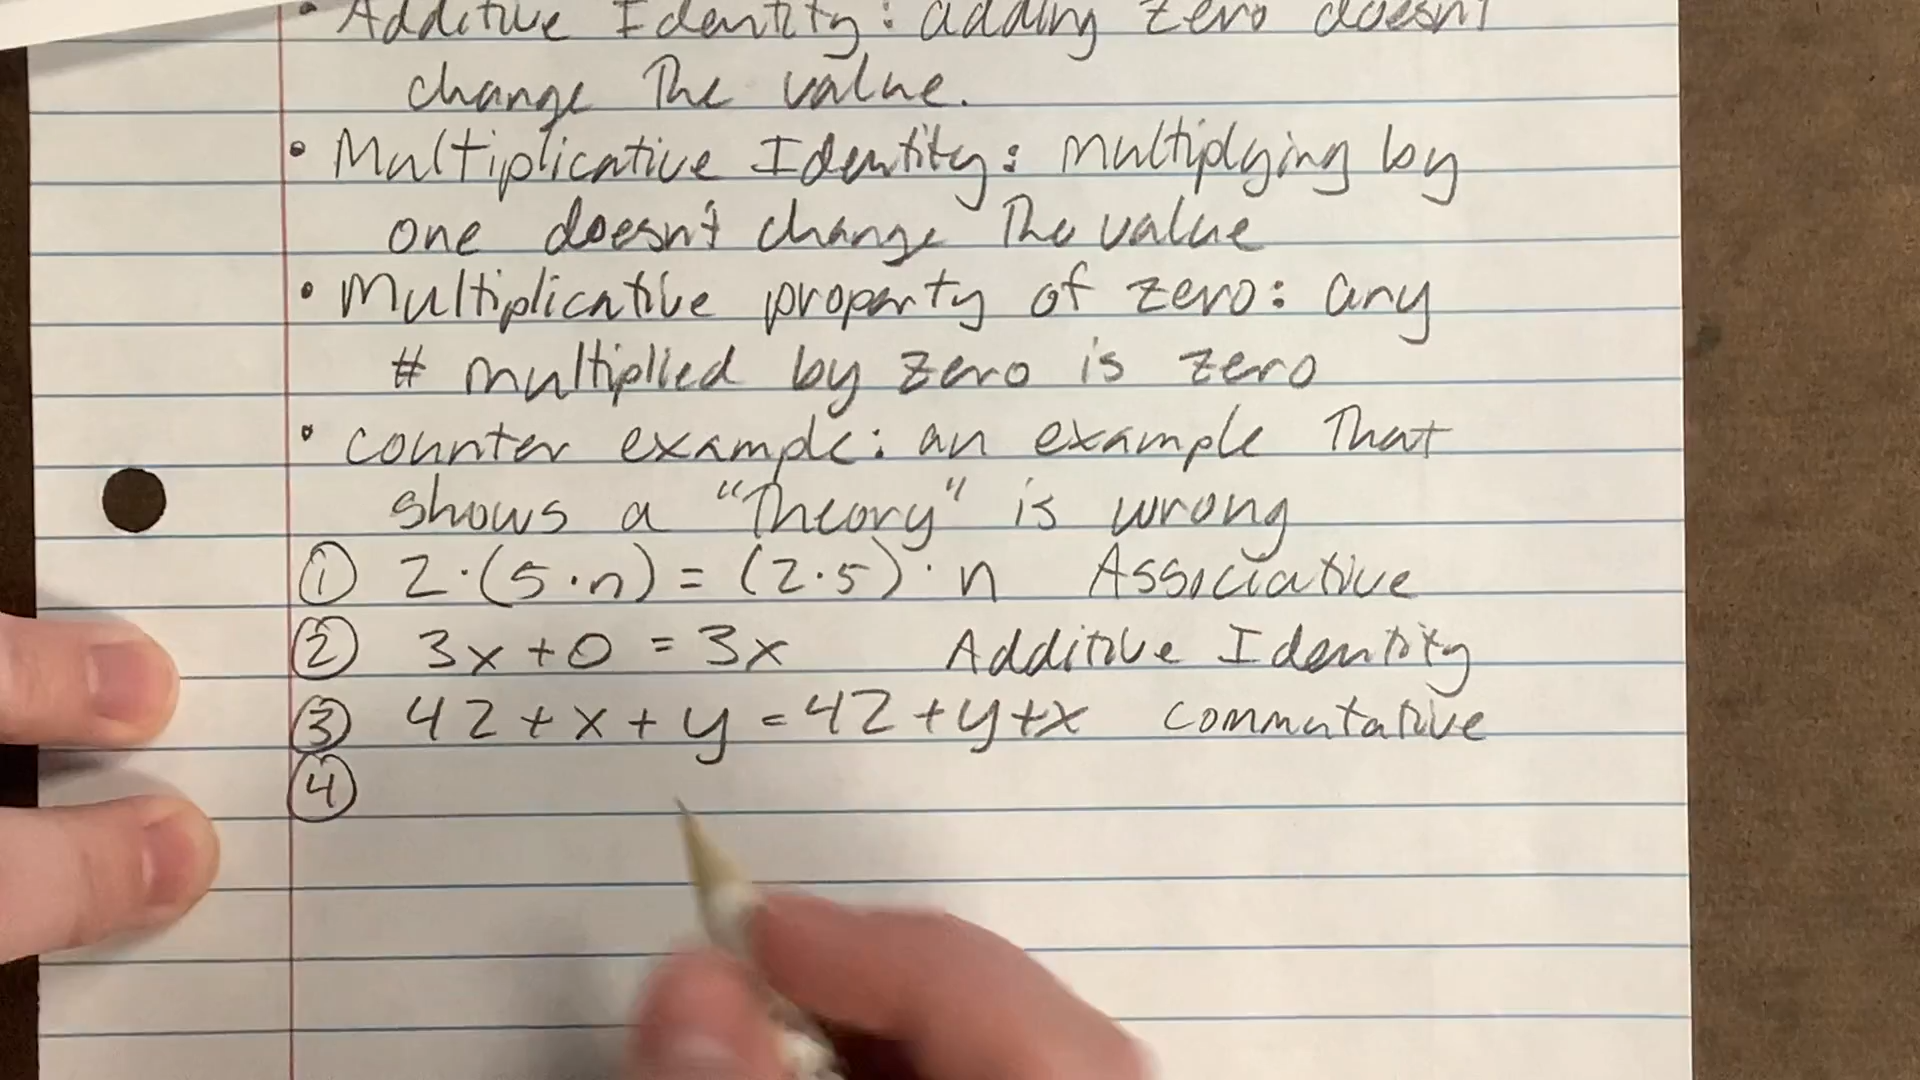 • Additive Identity: adding zero doesn't
change the value.
• Multiplicative Identity: multiplying by
one doesn't change the value
• Multiplicative property of zero: any
# multiplied by zero is zero
• counter example: an example that
shows a "theory" is wrong
① 2·(5·n) = (2·5)·n Associative
② 3x+0 = 3x Additive Identity
③ 42+x+y=42+y+x commutative
④